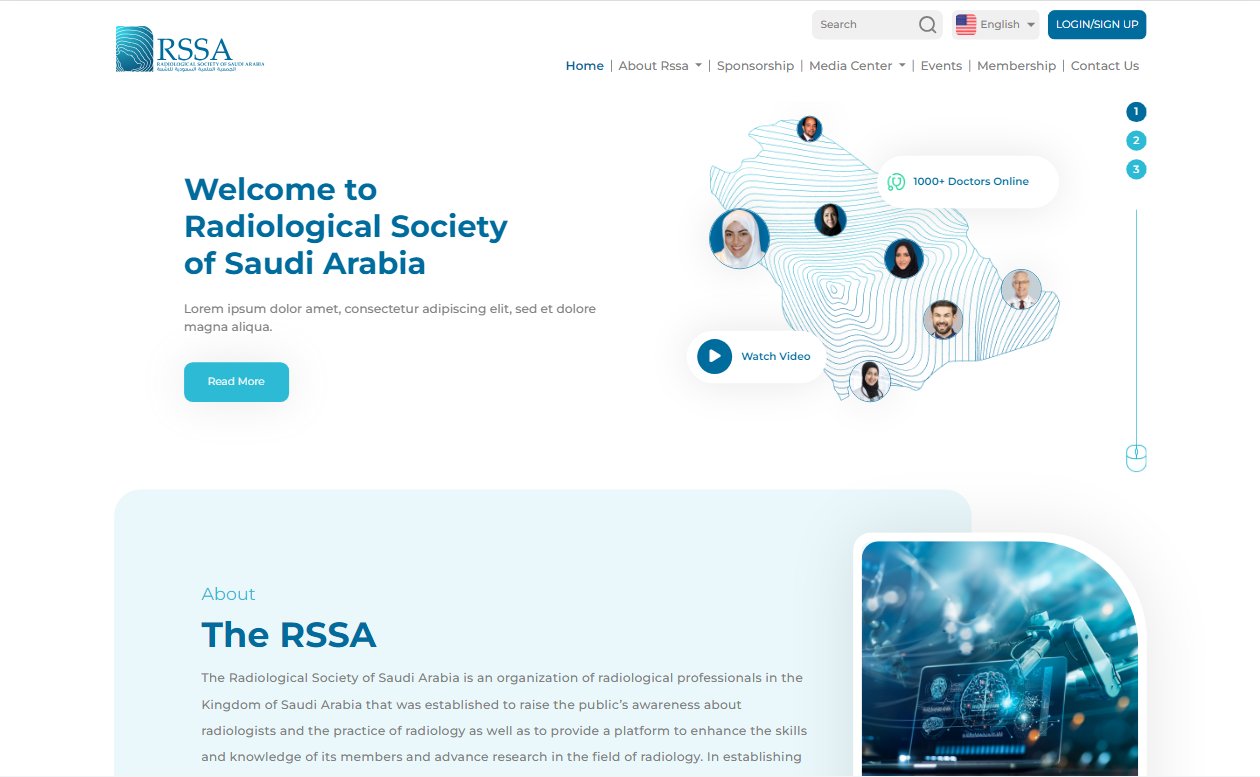 RSSA
RADIOLOGICAL SOCIETY OF SAUDI ARABIA
الجمعية العلمية السعودية للأشعة
Search
English
LOGIN/SIGN UP
Home | About Rssa | Sponsorship | Media Center | Events | Membership | Contact Us
1
2
3
1000+ Doctors Online
Welcome to
Radiological Society
of Saudi Arabia
Lorem ipsum dolor amet, consectetur adipiscing elit, sed et dolore
magna aliqua.
Read More
Watch Video
About
The RSSA
The Radiological Society of Saudi Arabia is an organization of radiological professionals in the
Kingdom of Saudi Arabia that was established to raise the public's awareness about
radiologists and the practice of radiology as well as to provide a platform to enhance the skills
and knowledge of its members and advance research in the field of radiology. In establishing